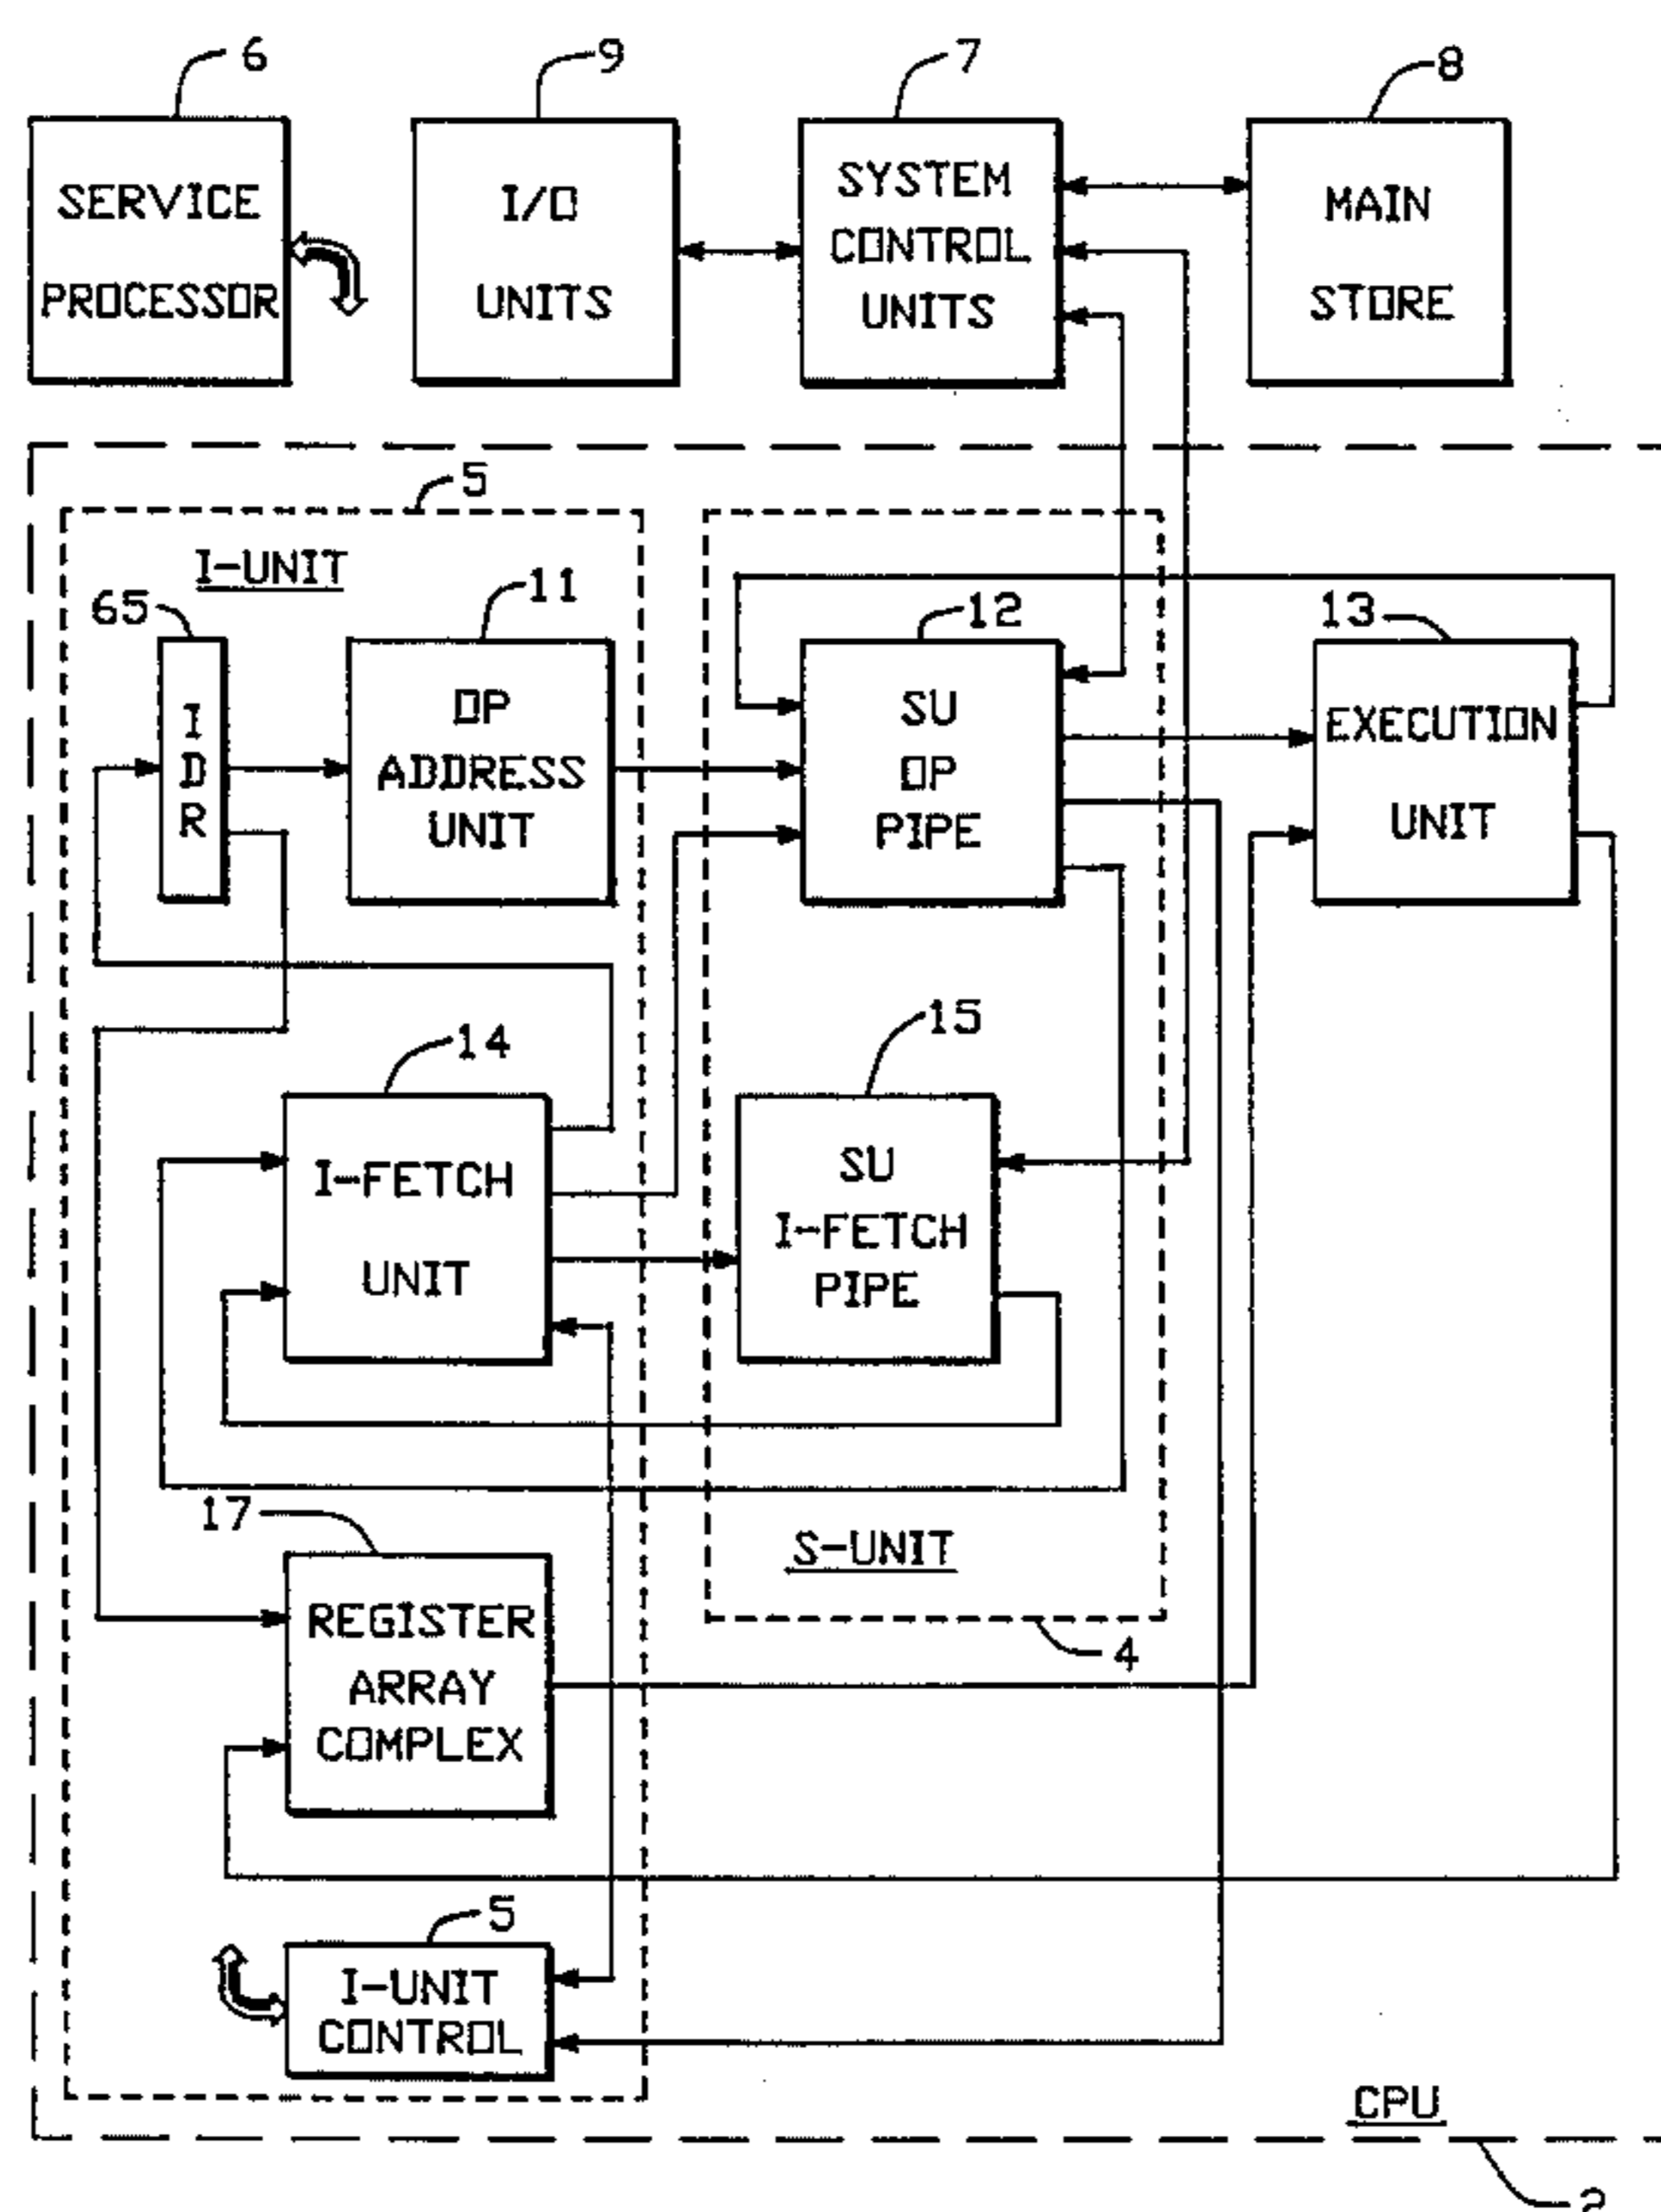 6
9
7
8
SERVICE
PROCESSOR
I/O
UNITS
SYSTEM
CONTROL
UNITS
MAIN
STORE
5
I-UNIT
65
11
12
13
I
D
R
OP
ADDRESS
UNIT
SU
OP
PIPE
EXECUTION
UNIT
14
15
I-FETCH
UNIT
SU
I-FETCH
PIPE
17
S-UNIT
4
REGISTER
ARRAY
COMPLEX
5
I-UNIT
CONTROL
CPU
2